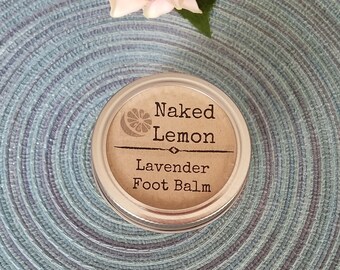 Naked
Lemon
Lavender
Foot Balm